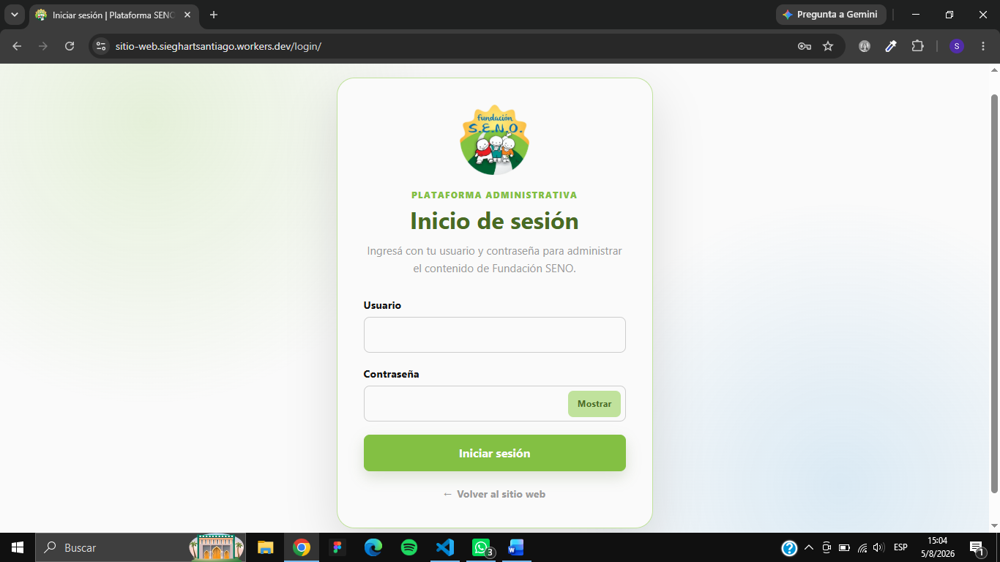 Iniciar sesión | Plataforma SENO
Pregunta a Gemini
sitio-web.sieghartsantiago.workers.dev/login/
S
fundación
S.E.N.O.
PLATAFORMA ADMINISTRATIVA
Inicio de sesión
Ingresá con tu usuario y contraseña para administrar
el contenido de Fundación SENO.
Usuario
Contraseña
Mostrar
Iniciar sesión
← Volver al sitio web
Buscar
3
ESP
15:04
5/8/2026
1